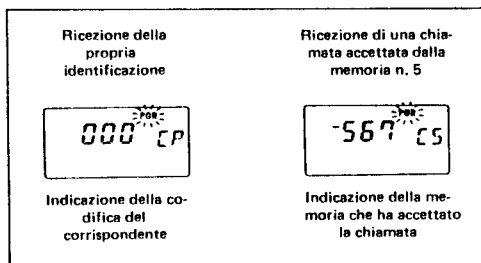 Ricezione della
propria
identificazione
PGR
000 CP
Indicazione della co-
difica del
corrispondente
Ricezione di una chia-
mata accettata dalla
memoria n. 5
PGR
-567 C5
Indicazione della me-
moria che ha accettato
la chiamata